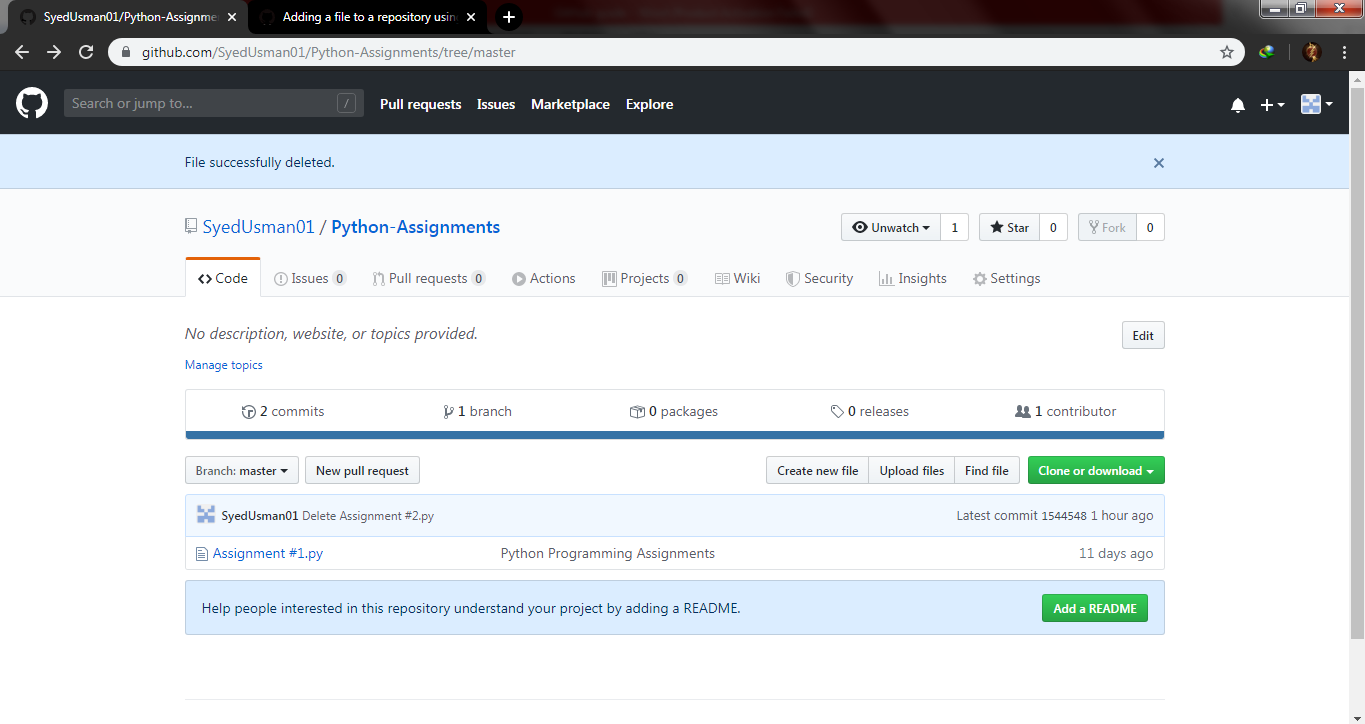 SyedUsman01/Python-Assignme
Adding a file to a repository usin
github.com/SyedUsman01/Python-Assignments/tree/master
Search or jump to... / Pull requests Issues Marketplace Explore
File successfully deleted.
SyedUsman01 / Python-Assignments Unwatch 1 Star 0 Fork 0
Code Issues 0 Pull requests 0 Actions Projects 0 Wiki Security Insights Settings
No description, website, or topics provided. Edit
Manage topics
2 commits 1 branch 0 packages 0 releases 1 contributor
Branch: master New pull request Create new file Upload files Find file Clone or download
SyedUsman01 Delete Assignment #2.py Latest commit 1544548 1 hour ago
Assignment #1.py Python Programming Assignments 11 days ago
Help people interested in this repository understand your project by adding a README. Add a README